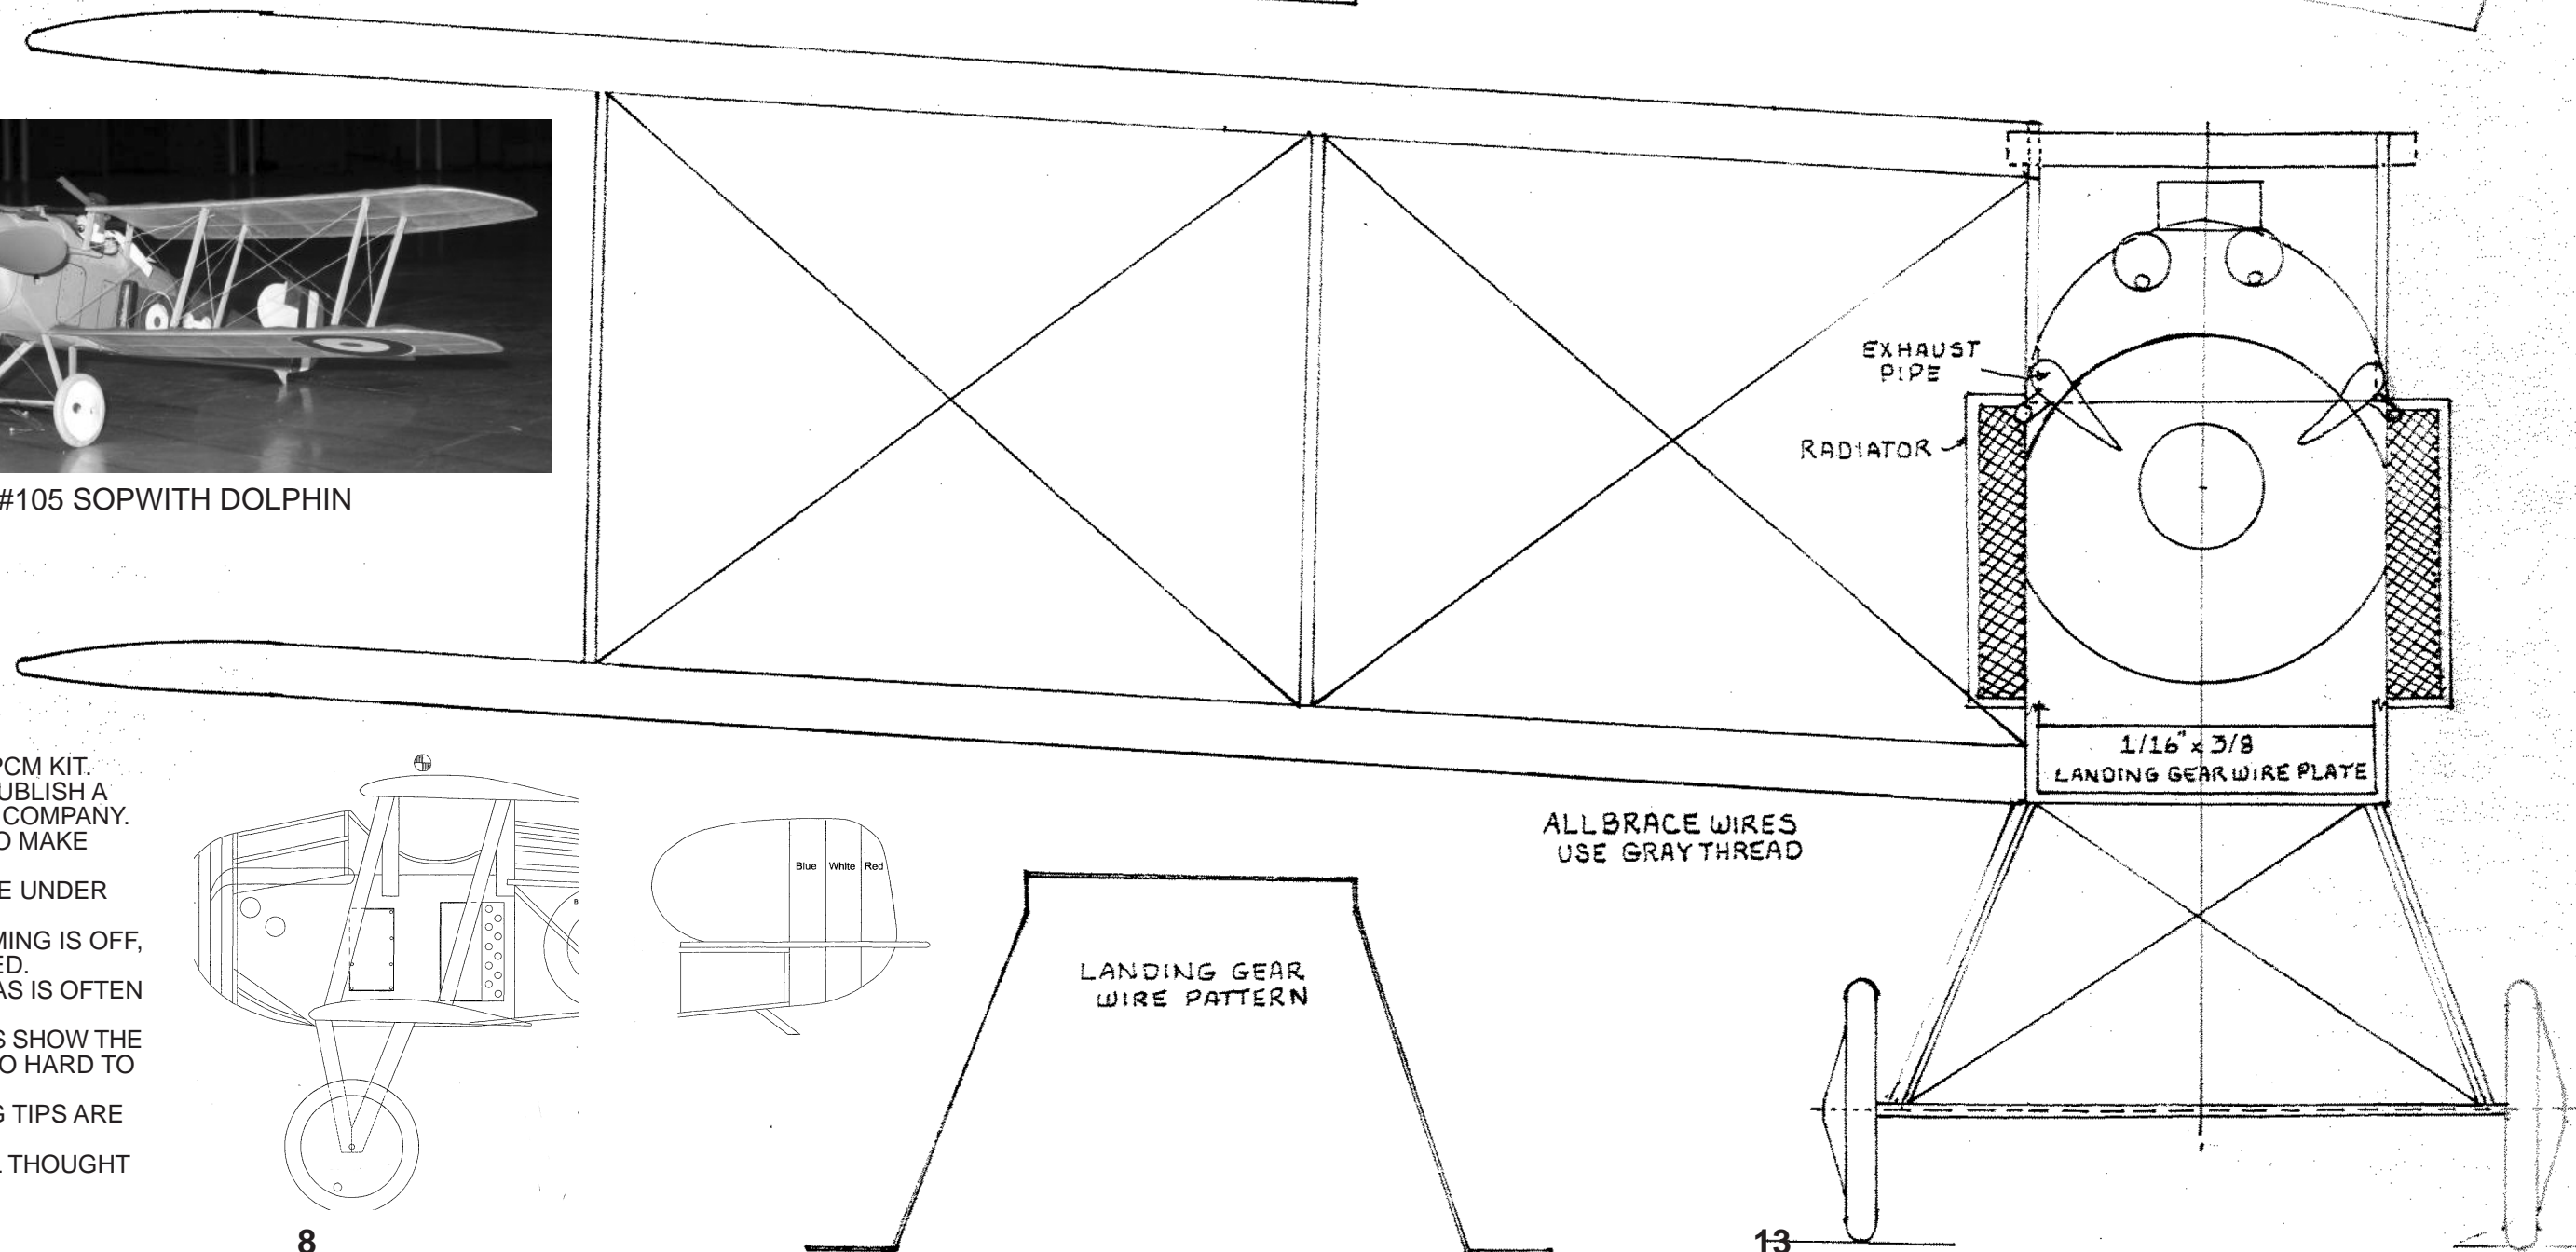 EXHAUST
PIPE
RADIATOR
#105 SOPWITH DOLPHIN
1/16" x 3/8
LANDING GEAR WIRE PLATE
PCM KIT.
UBLISH A
COMPANY.
O MAKE
E UNDER
MING IS OFF,
ED.
AS IS OFTEN
S SHOW THE
O HARD TO
G TIPS ARE
L THOUGHT
ALL BRACE WIRES
USE GRAY THREAD
Blue White Red
LANDING GEAR
WIRE PATTERN
8
13